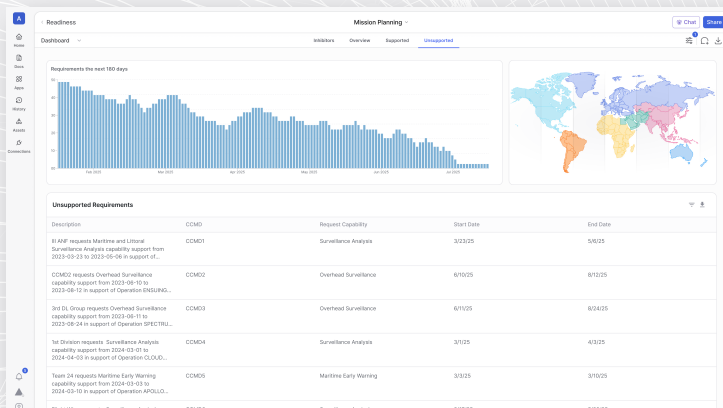 A
Readiness
Mission Planning
Chat
Share
Dashboard
Inhibitors
Overview
Supported
Unsupported
Home
Docs
Apps
History
Assets
Connections
Requirements the next 180 days
Feb 2025
Mar 2025
Apr 2025
May 2025
Jun 2025
Jul 2025
Unsupported Requirements
Description
CCMD
Request Capability
Start Date
End Date
III ANF requests Maritime and Littoral
Surveillance Analysis capability support from
2023-03-23 to 2023-05-06 in support of...
CCMD1
Surveillance Analysis
3/23/25
5/6/25
CCMD2 requests Overhead Surveillance
capability support from 2023-06-10 to
2023-08-12 in support of Operation ENSUING...
CCMD2
Overhead Surveillance
6/10/25
8/12/25
3rd DL Group requests Overhead Surveillance
capability support from 2023-06-11 to
2023-08-24 in support of Operation SPECTRU...
CCMD3
Overhead Surveillance
6/11/25
8/24/25
1st Division requests Surveillance Analysis
capability support from 2024-03-01 to
2024-04-03 in support of Operation CLOUD...
CCMD4
Surveillance Analysis
3/1/25
4/3/25
Team 24 requests Maritime Early Warning
capability support from 2024-03-03 to
2024-03-10 in support of Operation APOLLO...
CCMD5
Maritime Early Warning
3/3/25
3/10/25